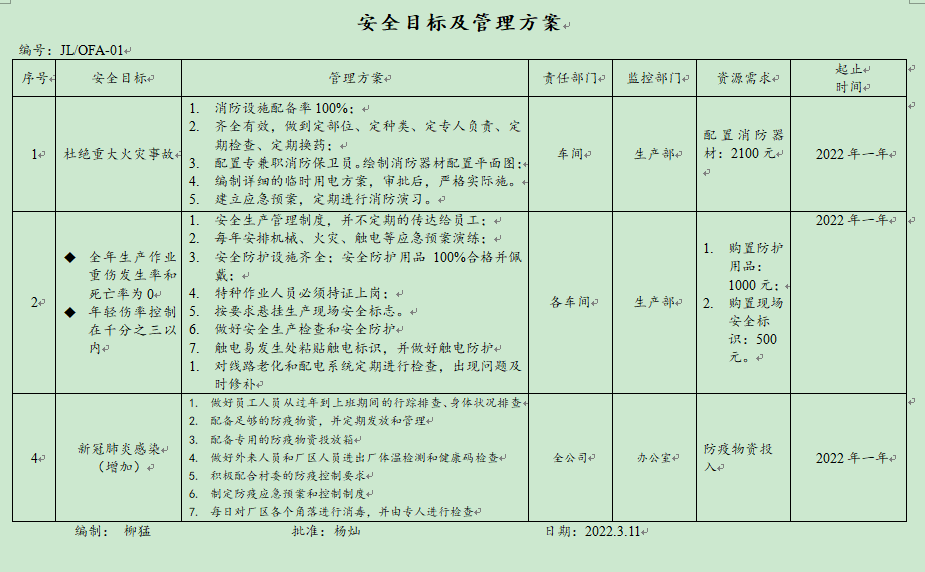 安全目标及管理方案
编号：JL/OFA-01
序号 安全目标 管理方案 责任部门 监控部门 资源需求 起止
时间
1 杜绝重大火灾事故
1. 消防设施配备率100%；
2. 齐全有效，做到定部位、定种类、定专人负责、定
期检查、定期换药；
3. 配置专兼职消防保卫员。绘制消防器材配置平面图；
4. 编制详细的临时用电方案，审批后，严格实际施。
5. 建立应急预案，定期进行消防演习。
车间
生产部
配置消防器
材：2100元
2022年一年
2
◆ 全年生产作业
重伤发生率和
死亡率为0
◆ 年轻伤率控制
在千分之三以
内
1. 安全生产管理制度，并不定期的传达给员工；
2. 每年安排机械、火灾、触电等应急预案演练；
3. 安全防护设施齐全；安全防护用品100%合格并佩
戴；
4. 特种作业人员必须持证上岗；
5. 按要求悬挂生产现场安全标志。
6. 做好安全生产检查和安全防护
7. 触电易发生处粘贴触电标识，并做好触电防护
1. 对线路老化和配电系统定期进行检查，出现问题及
时修补
各车间
生产部
1. 购置防护
用品：
1000元；
2. 购置现场
安全标
识：500
元。
2022年一年
4
新冠肺炎感染
（增加）
1. 做好员工人员从过年到上班期间的行踪排查、身体状况排查
2. 配备足够的防疫物资，并定期发放和管理
3. 配备专用的防疫物资投放箱
4. 做好外来人员和厂区人员进出厂体温检测和健康码检查
5. 积极配合村委的防疫控制要求
6. 制定防疫应急预案和控制制度
7. 每日对厂区各个角落进行消毒，并由专人进行检查
全公司
办公室
防疫物资投
入
2022年一年
编制： 柳猛 批准：杨灿 日期：2022.3.11